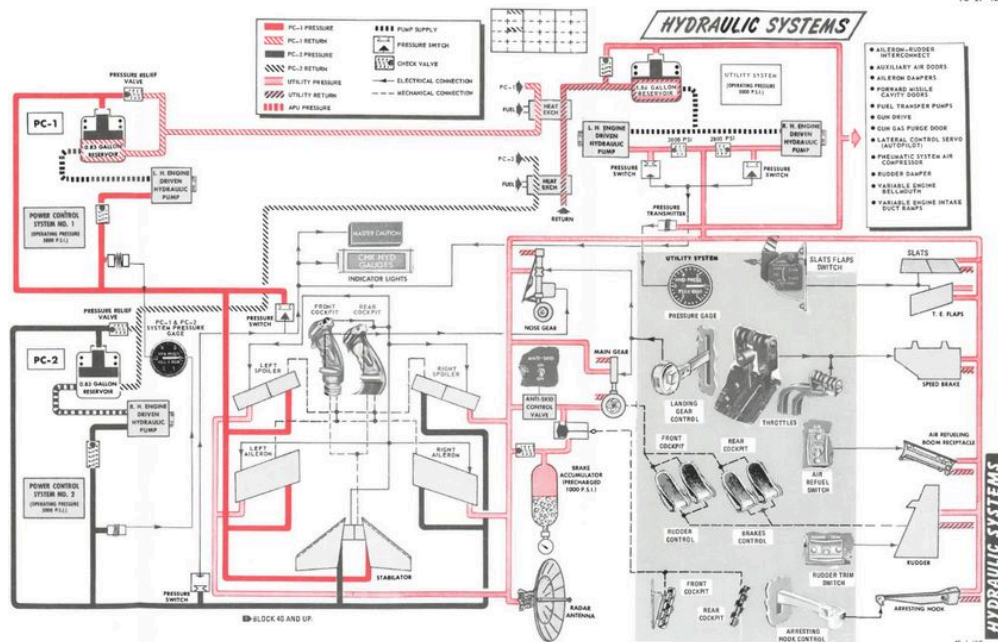 HYDRAULIC SYSTEMS
PC-1 PRESSURE
PC-1 RETURN
PC-2 PRESSURE
PC-2 RETURN
UTILITY PRESSURE
UTILITY RETURN
APU PRESSURE
PUMP SUPPLY
PRESSURE SWITCH
CHECK VALVE
ELECTRICAL CONNECTION
MECHANICAL CONNECTION
PRESSURE RELIEF
VALVE
PC-1
0.83 GALLON
RESERVOIR
L. H. ENGINE
DRIVEN
HYDRAULIC
PUMP
POWER CONTROL
SYSTEM NO. 1
(OPERATING PRESSURE
3000 P.S.I.)
PC-1
FUEL
HEAT
EXCH
PC-2
FUEL
HEAT
EXCH
RETURN
GALLON
RESERVOIR
UTILITY SYSTEM
(OPERATING PRESSURE
3000 P.S.I.)
L. H. ENGINE
DRIVEN
HYDRAULIC
PUMP
R. H. ENGINE
DRIVEN
HYDRAULIC
PUMP
3000 PSI
PRESSURE
SWITCH
PRESSURE
SWITCH
PRESSURE
TRANSMITTER
AILERON-RUDDER
INTERCONNECT
AUXILIARY AIR DOORS
AILERON DAMPERS
FORWARD MISSILE
CAVITY DOORS
FUEL TRANSFER PUMPS
GUN DRIVE
GUN GAS PURGE DOOR
LATERAL CONTROL SERVO
(AUTOPILOT)
PNEUMATIC SYSTEM AIR
COMPRESSOR
RUDDER DAMPER
VARIABLE ENGINE
BELLMOUTH
VARIABLE ENGINE INTAKE
DUCT RAMPS
MASTER CAUTION
CHK HYD
GAUGES
INDICATOR LIGHTS
PRESSURE
SWITCH
PRESSURE RELIEF
VALVE
PC-1 & PC-2
SYSTEM PRESSURE
GAGE
PC-2
0.83 GALLON
RESERVOIR
R. H. ENGINE
DRIVEN
HYDRAULIC
PUMP
POWER CONTROL
SYSTEM NO. 2
(OPERATING PRESSURE
3000 P.S.I.)
PRESSURE
SWITCH
FRONT
COCKPIT
REAR
COCKPIT
LEFT
SPOILER
RIGHT
SPOILER
LEFT
AILERON
RIGHT
AILERON
STABILATOR
BLOCK 40 AND UP.
NOSE GEAR
MAIN GEAR
ANTI-SKID
ANTI-SKID
CONTROL
VALVE
BRAKE
ACCUMULATOR
(PRECHARGED
1000 P.S.I.)
RADAR
ANTENNA
UTILITY SYSTEM
PRESSURE GAGE
SLATS FLAPS
SWITCH
LANDING
GEAR
CONTROL
THROTTLES
FRONT
COCKPIT
REAR
COCKPIT
RUDDER
CONTROL
BRAKES
CONTROL
AIR
REFUEL
SWITCH
RUDDER TRIM
SWITCH
FRONT
COCKPIT
REAR
COCKPIT
ARRESTING
HOOK CONTROL
SLATS
T. E. FLAPS
SPEED BRAKE
AIR REFUELING
BOOM RECEPTACLE
RUDDER
ARRESTING HOOK
HYDRAULIC SYSTEMS